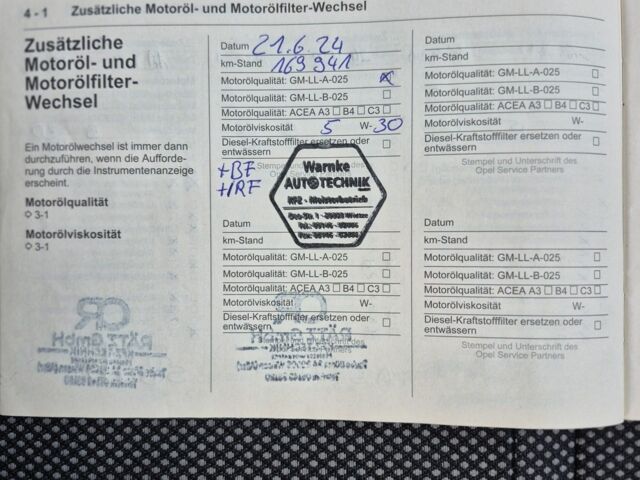 4 - 1 Zusätzliche Motoröl- und Motorölfilter-Wechsel
Zusätzliche
Motoröl- und
Motorölfilter-
Wechsel
Ein Motorölwechsel ist immer dann
durchzuführen, wenn die Aufforde-
rung durch die Instrumentenanzeige
erscheint.
Motorölqualität
3-1
Motorölviskosität
3-1
Datum 21.6.24
km-Stand 169941
Motorölqualität: GM-LL-A-025
Motorölqualität: GM-LL-B-025
Motorölqualität: ACEA A3 B4 C3
Motorölviskosität 5 W- 30
Diesel-Kraftstofffilter ersetzen oder
entwässern
Stempel
Opel
+BF
+IRF
Warnke
AUTOTECHNIK
KFZ - Meisterbetrieb
Datum
km-Stand
Motorölqualität: GM-LL-A-025
Motorölqualität: GM-LL-B-025
Motorölqualität: ACEA A3 B4 C3
Motorölviskosität W-
Diesel-Kraftstofffilter ersetzen oder
entwässern
Datum
km-Stand
Motorölqualität: GM-LL-A-025
Motorölqualität: GM-LL-B-025
Motorölqualität: ACEA A3 B4 C3
Motorölviskosität W-
Diesel-Kraftstofffilter ersetzen oder
entwässern
Stempel und Unterschrift des
Opel Service Partners
Datum
km-Stand
Motorölqualität: GM-LL-A-025
Motorölqualität: GM-LL-B-025
Motorölqualität: ACEA A3 B4 C3
Motorölviskosität W-
Diesel-Kraftstofffilter ersetzen oder
entwässern
Stempel und Unterschrift des
Opel Service Partners